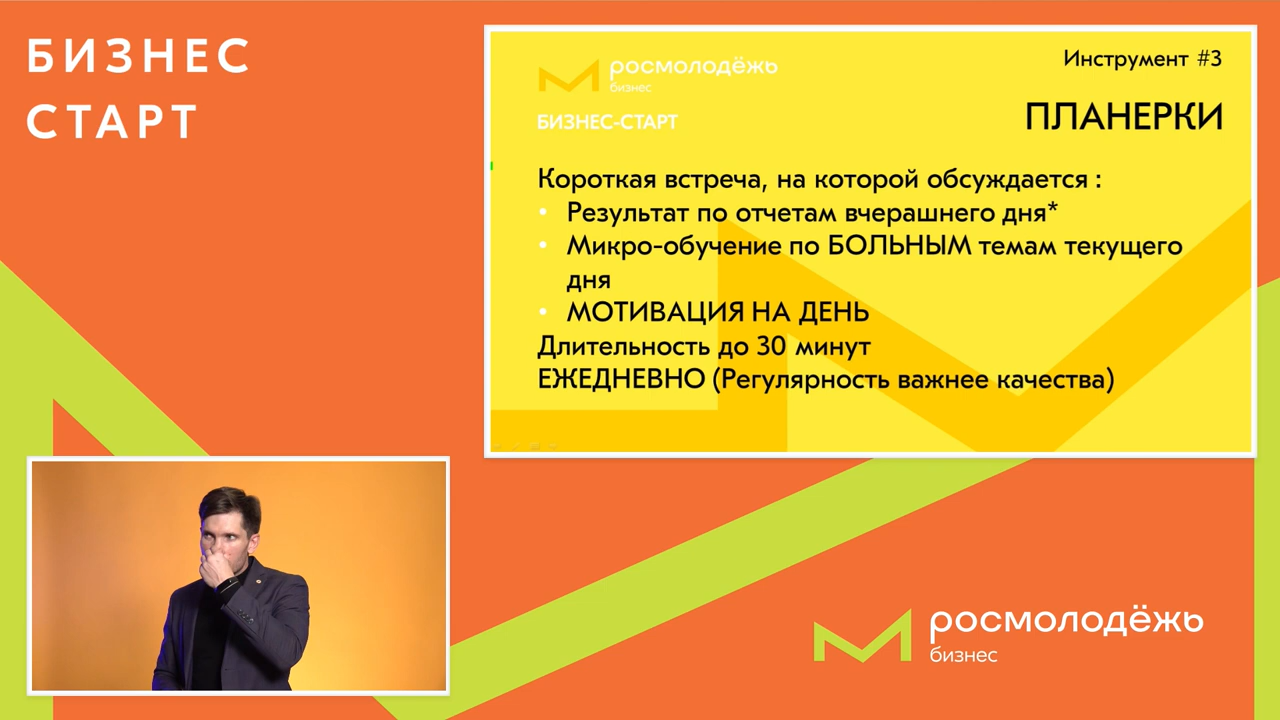 БИЗНЕС
СТАРТ
росмолодёжь
бизнес
БИЗНЕС-СТАРТ
Инструмент #3
ПЛАНЕРКИ
Короткая встреча, на которой обсуждается :
• Результат по отчетам вчерашнего дня*
• Микро-обучение по БОЛЬНЫМ темам текущего
дня
• МОТИВАЦИЯ НА ДЕНЬ
Длительность до 30 минут
ЕЖЕДНЕВНО (Регулярность важнее качества)
росмолодёжь
бизнес